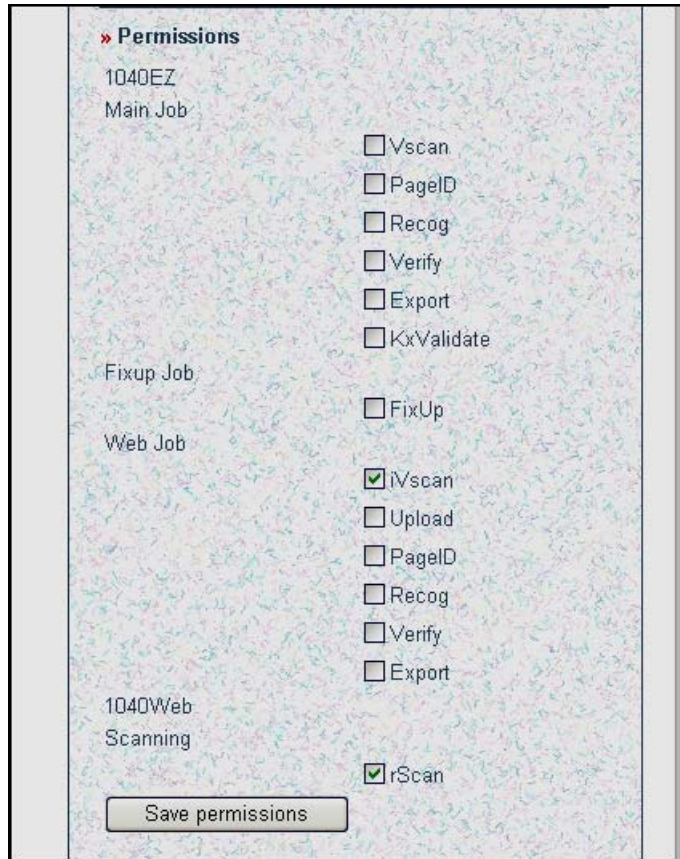 » Permissions
1040EZ
Main Job
Vscan
PageID
Recog
Verify
Export
KxValidate
Fixup Job
FixUp
Web Job
iVscan
Upload
PageID
Recog
Verify
Export
1040Web
Scanning
rScan
Save permissions